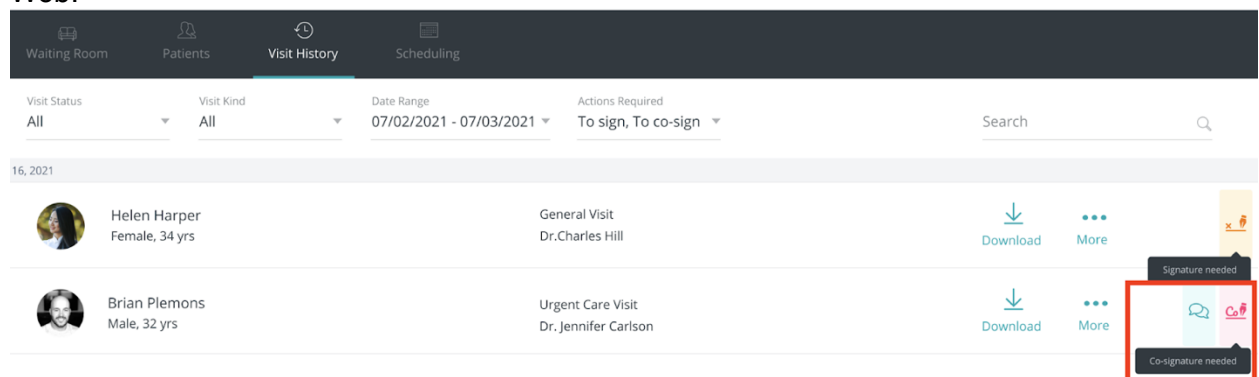 Waiting Room Patients Visit History Scheduling
Visit Status Visit Kind Date Range Actions Required
All All 07/02/2021 - 07/03/2021 To sign, To co-sign Search
16, 2021
Helen Harper General Visit
Female, 34 yrs Dr.Charles Hill Download More
Signature needed
Brian Plemons Urgent Care Visit
Male, 32 yrs Dr. Jennifer Carlson Download More
Co
Co-signature needed